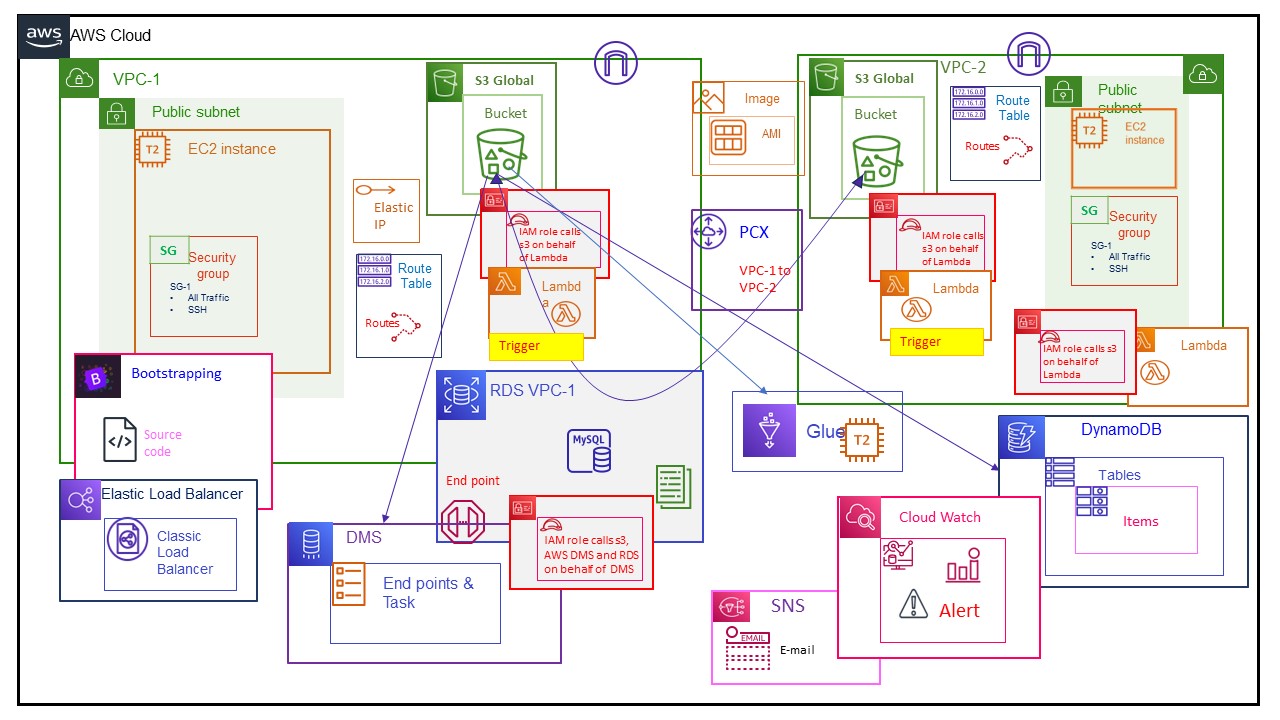 aws
AWS Cloud
VPC-1
Public subnet
T2
EC2 instance
SG
Security
group
SG-1
• All Traffic
• SSH
S3 Global
Bucket
Elastic
IP
172.16.0.0
172.16.1.0
172.16.2.0
Route
Table
Routes
IAM role calls
s3 on behalf
of Lambda
Lambd
a
Trigger
Image
AMI
PCX
VPC-1 to
VPC-2
S3 Global
Bucket
VPC-2
172.16.0.0
172.16.1.0
172.16.2.0
Route
Table
Routes
Public
subnet
T2
EC2
instance
SG
Security
group
SG-1
• All Traffic
• SSH
IAM role calls
s3 on behalf
of Lambda
Lambda
Trigger
IAM role calls s3
on behalf of
Lambda
Lambda
B
Bootstrapping
Source
code
Elastic Load Balancer
Classic
Load
Balancer
RDS VPC-1
MySQL
End point
IAM role calls s3,
AWS DMS and RDS
on behalf of DMS
DMS
End points &
Task
Glue
T2
DynamoDB
Tables
Items
Cloud Watch
Alert
SNS
EMAIL
E-mail